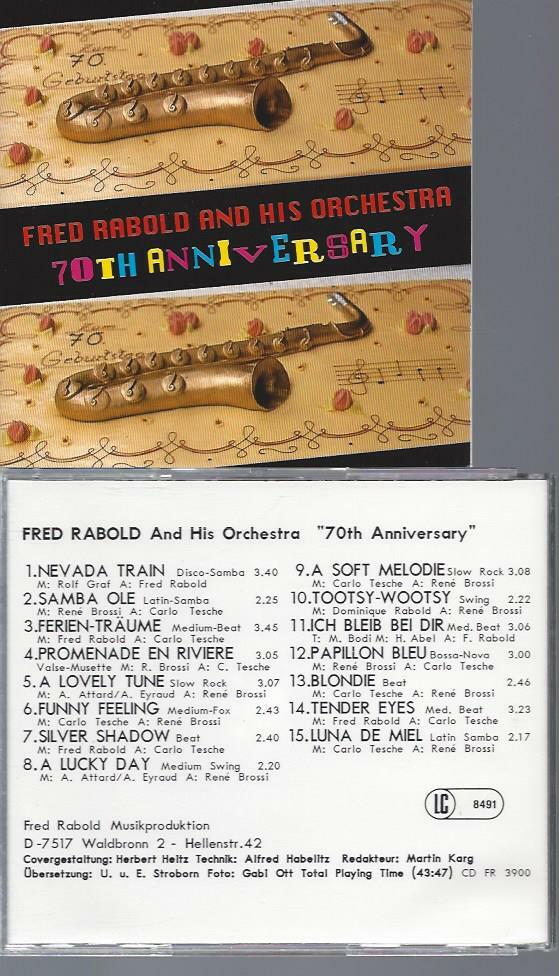 Zum
70.
Geburtstag
FRED RABOLD AND HIS ORCHESTRA
70TH ANNIVERSARY
Zum
70.
Geburtstag
FRED RABOLD And His Orchestra "70th Anniversary"
1.NEVADA TRAIN Disco-Samba 3.40
M: Rolf Graf A: Fred Rabold
2.SAMBA OLE Latin-Samba 2.25
M: René Brossi A: Carlo Tesche
3.FERIEN-TRÄUME Medium-Beat 3.45
M: Fred Rabold A: Carlo Tesche
4.PROMENADE EN RIVIERE 3.05
Valse-Musette M: R. Brossi A: C. Tesche
5.A LOVELY TUNE Slow Rock 3.07
M: A. Attard/A. Eyraud A: René Brossi
6.FUNNY FEELING Medium-Fox 2.43
M: Carlo Tesche A: René Brossi
7.SILVER SHADOW Beat 2.40
M: Fred Rabold A: Carlo Tesche
8.A LUCKY DAY Medium Swing 2.20
M: A. Attard/A. Eyraud A: René Brossi
9.A SOFT MELODIE Slow Rock 3.08
M: Carlo Tesche A: René Brossi
10.TOOTSY-WOOTSY Swing 2.22
M: Dominique Rabold A: René Brossi
11.ICH BLEIB BEI DIR Med. Beat 3.06
T: M. Bodi M: H. Abel A: F. Rabold
12.PAPILLON BLEU Bossa-Nova 3.00
M: René Brossi A: Carlo Tesche
13.BLONDIE Beat 2.46
M: Carlo Tesche A: René Brossi
14.TENDER EYES Med. Beat 3.23
M: Fred Rabold A: Carlo Tesche
15.LUNA DE MIEL Latin Samba 2.17
M: Carlo Tesche A: René Brossi
LC 8491
Fred Rabold Musikproduktion
D-7517 Waldbronn 2 - Hellenstr.42
Covergestaltung: Herbert Heitz Technik: Alfred Habelitz Redakteur: Martin Karg
Übersetzung: U. u. E. Stroborn Foto: Gabi Ott Total Playing Time (43:47) CD FR 3900